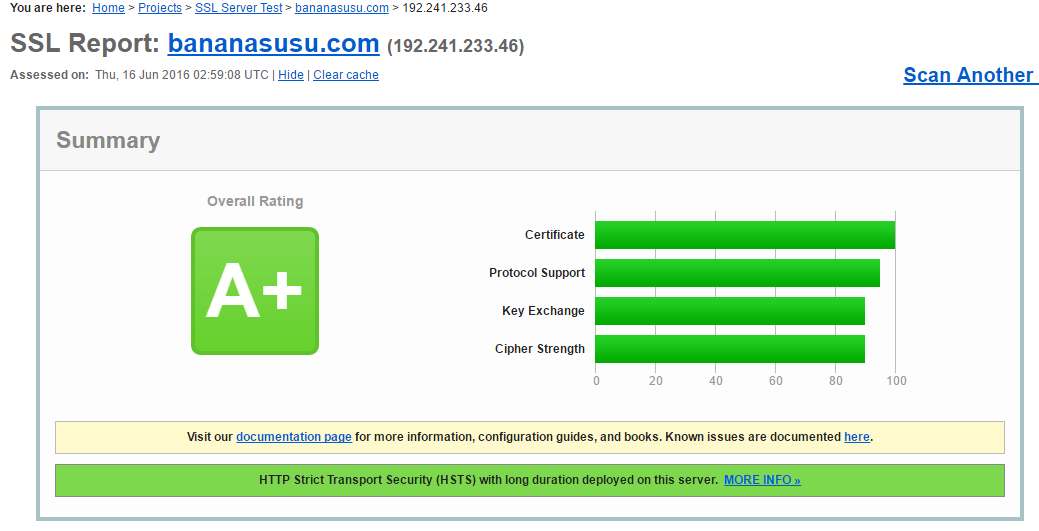 You are here: Home > Projects > SSL Server Test > bananasusu.com > 192.241.233.46
SSL Report: bananasusu.com (192.241.233.46)
Assessed on: Thu, 16 Jun 2016 02:59:08 UTC | Hide | Clear cache
Scan Another
Summary
Overall Rating
A+
Certificate
Protocol Support
Key Exchange
Cipher Strength
0 20 40 60 80 100
Visit our documentation page for more information, configuration guides, and books. Known issues are documented here.
HTTP Strict Transport Security (HSTS) with long duration deployed on this server. MORE INFO »